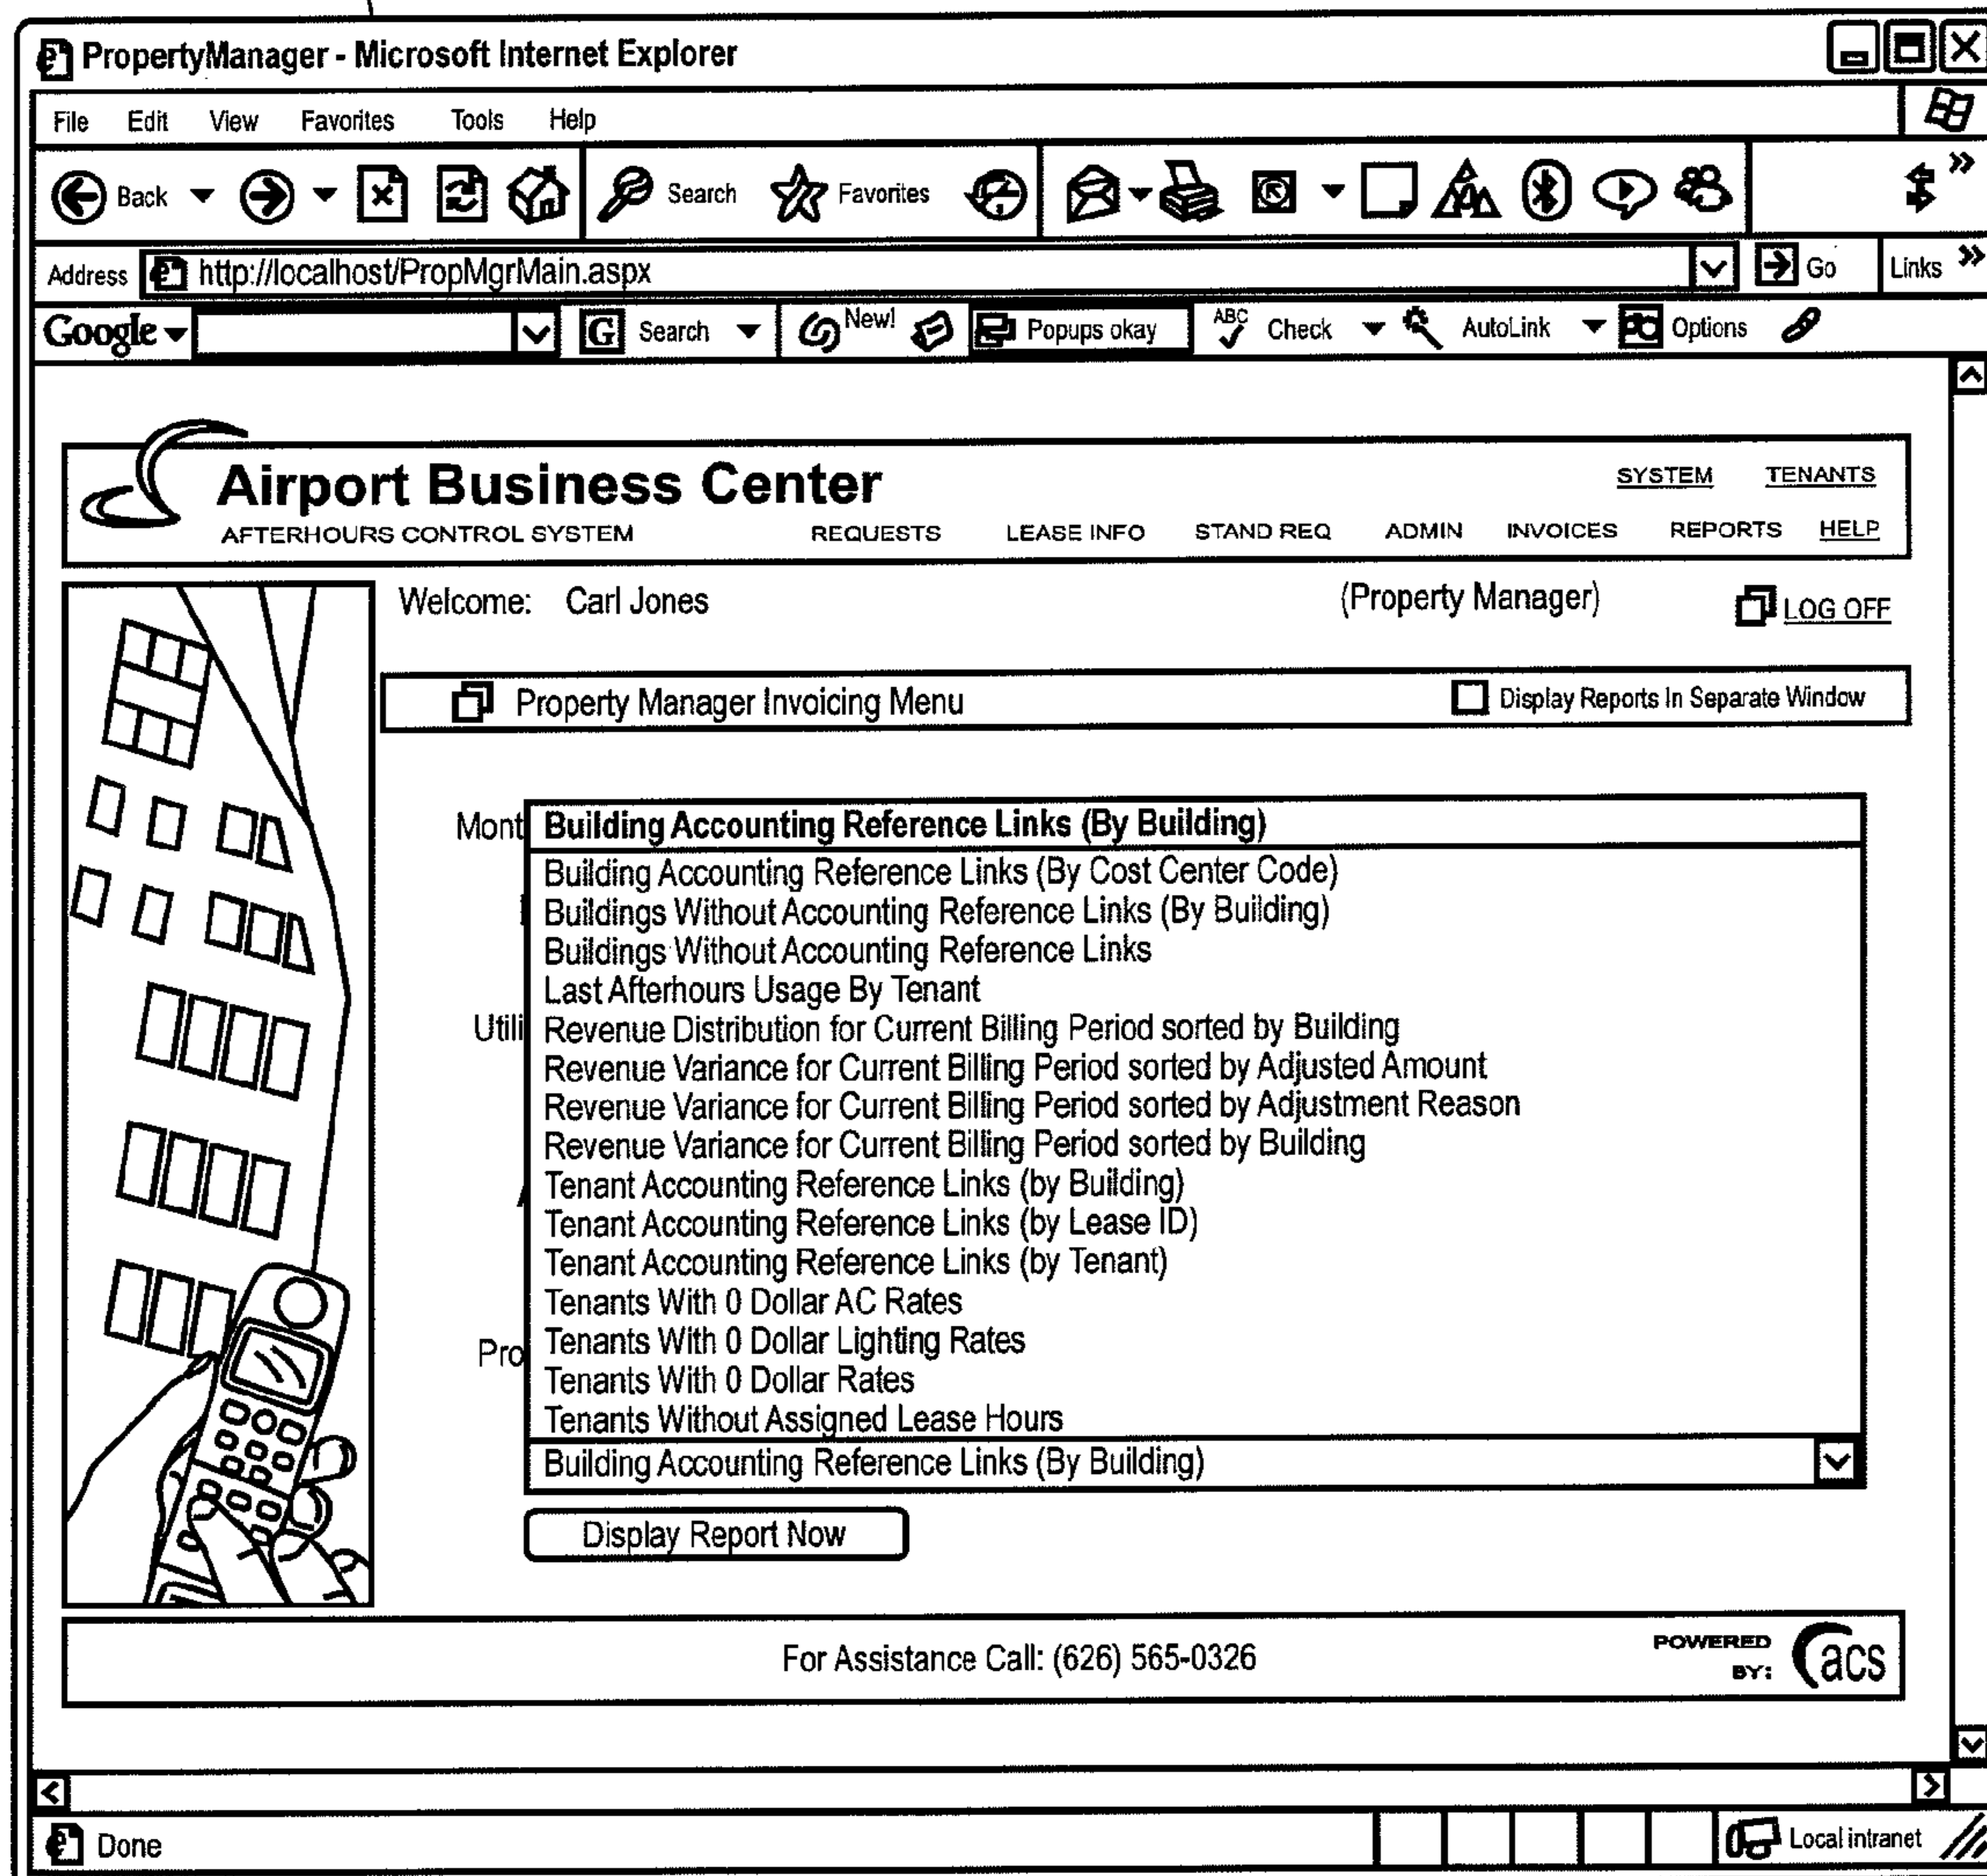 PropertyManager - Microsoft Internet Explorer
File Edit View Favorites Tools Help
Back Search Favorites
Address http://localhost/PropMgrMain.aspx Go Links
Google G Search New! Popups okay ABC Check AutoLink Options
Airport Business Center SYSTEM TENANTS
AFTERHOURS CONTROL SYSTEM REQUESTS LEASE INFO STAND REQ ADMIN INVOICES REPORTS HELP
Welcome: Carl Jones (Property Manager) LOG OFF
Property Manager Invoicing Menu Display Reports In Separate Window
Mont Building Accounting Reference Links (By Building)
Building Accounting Reference Links (By Cost Center Code)
Buildings Without Accounting Reference Links (By Building)
Buildings Without Accounting Reference Links
Last Afterhours Usage By Tenant
Utili Revenue Distribution for Current Billing Period sorted by Building
Revenue Variance for Current Billing Period sorted by Adjusted Amount
Revenue Variance for Current Billing Period sorted by Adjustment Reason
Revenue Variance for Current Billing Period sorted by Building
Tenant Accounting Reference Links (by Building)
Tenant Accounting Reference Links (by Lease ID)
Tenant Accounting Reference Links (by Tenant)
Tenants With 0 Dollar AC Rates
Pro Tenants With 0 Dollar Lighting Rates
Tenants With 0 Dollar Rates
Tenants Without Assigned Lease Hours
Building Accounting Reference Links (By Building)
Display Report Now
For Assistance Call: (626) 565-0326 POWERED BY: acs
Done Local intranet